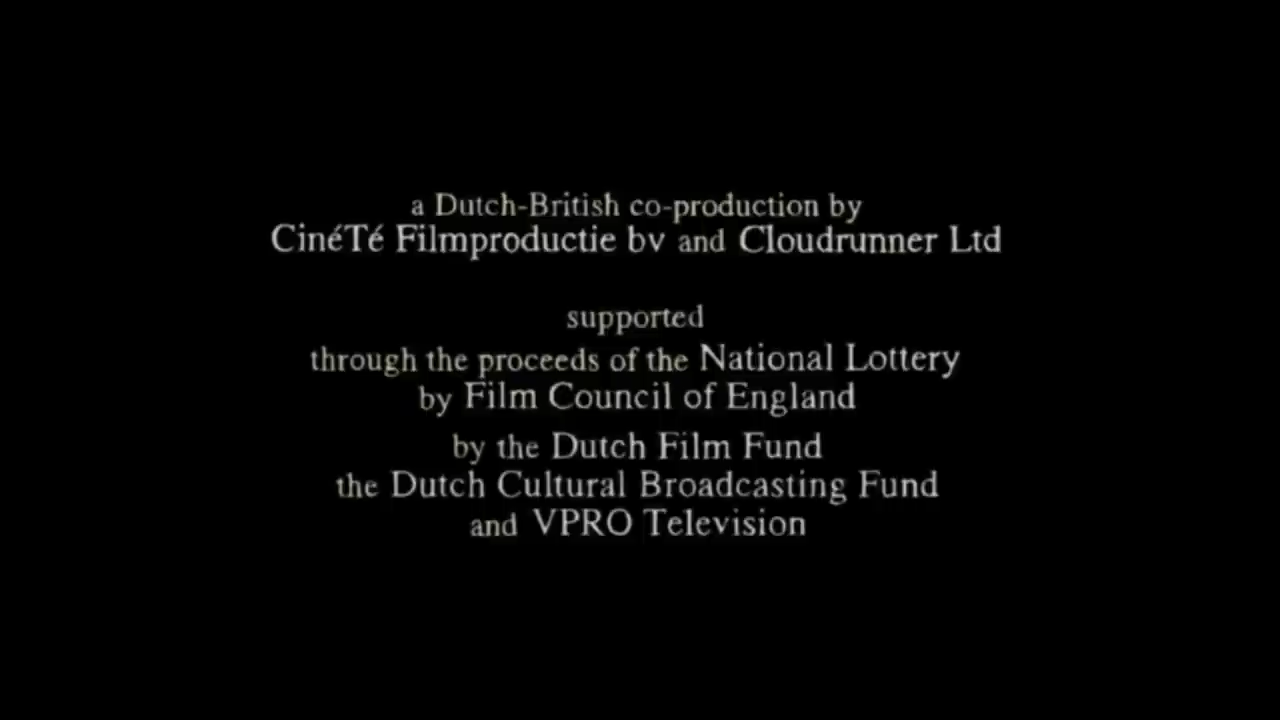 a Dutch-British co-production by
CinéTé Filmproductie bv and Cloudrunner Ltd
supported
through the proceeds of the National Lottery
by Film Council of England
by the Dutch Film Fund
the Dutch Cultural Broadcasting Fund
and VPRO Television